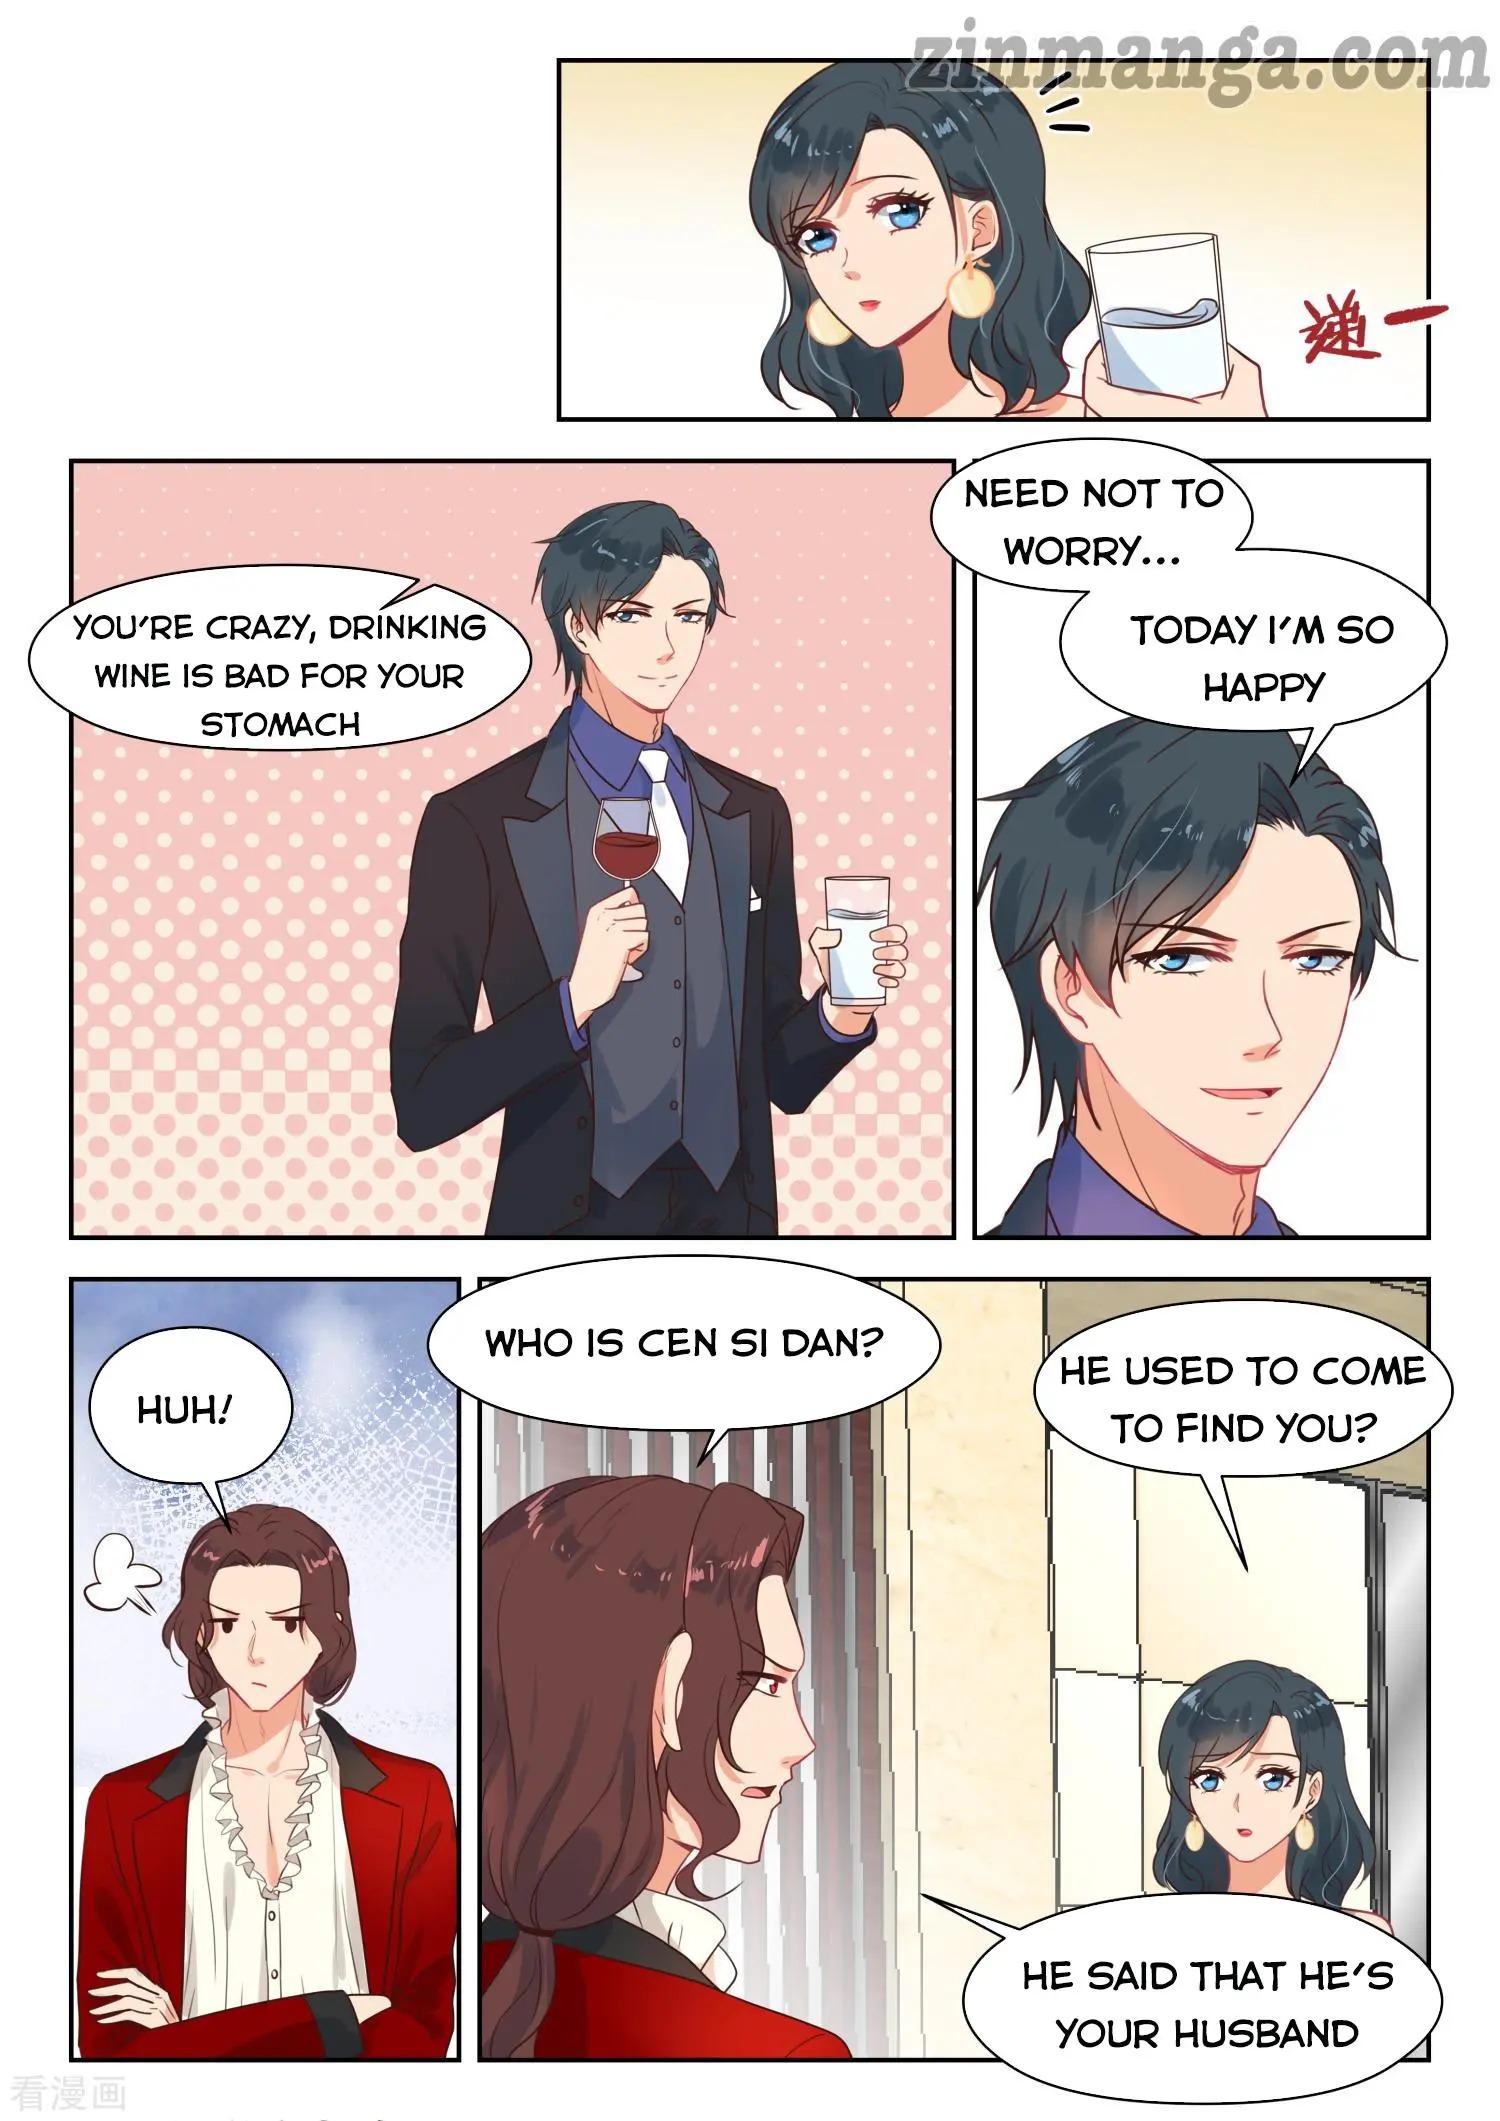 zinmanga.com
递一
YOU'RE CRAZY, DRINKING
WINE IS BAD FOR YOUR
STOMACH
NEED NOT TO
WORRY...
TODAY I'M SO
HAPPY
HUH!
WHO IS CEN SI DAN?
HE USED TO COME
TO FIND YOU?
HE SAID THAT HE'S
YOUR HUSBAND
看漫画